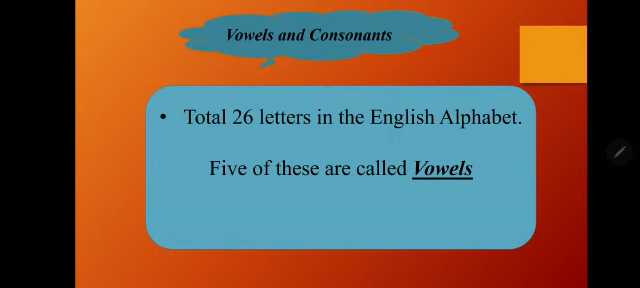 Vowels and Consonants
• Total 26 letters in the English Alphabet.
Five of these are called Vowels